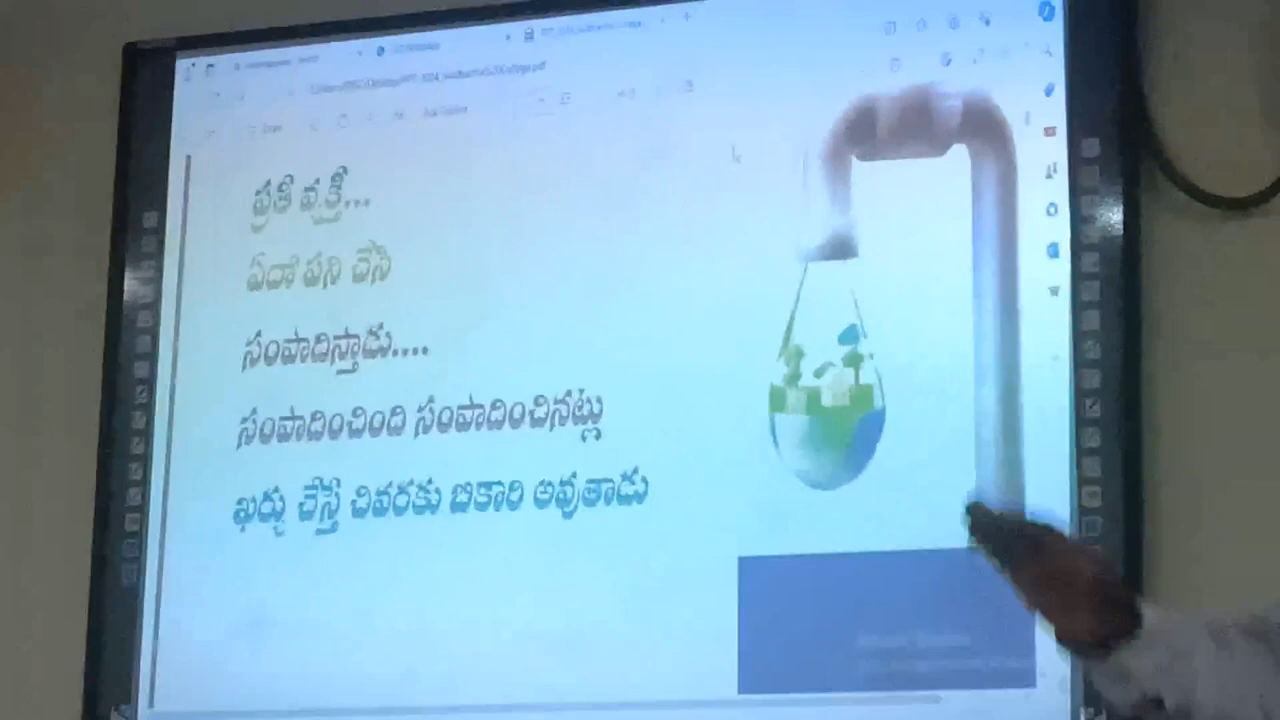 ప్రతీ వ్యక్తి...
ఏదో పని చేసి
సంపాదిస్తాడు....
సంపాదించింది సంపాదించినట్లు
ఖర్చు చేస్తే చివరకు బికారి అవుతాడు